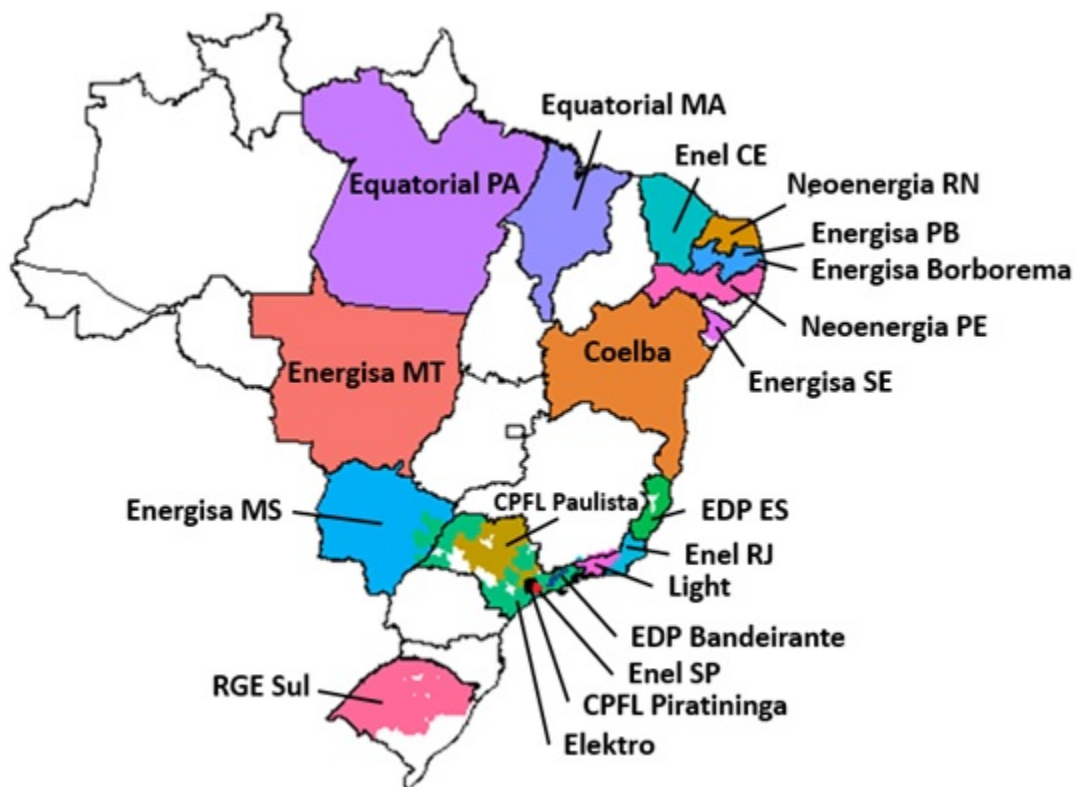 Equatorial MA
Enel CE
Neoenergia RN
Equatorial PA
Energisa PB
Energisa Borborema
Neoenergia PE
Coelba
Energisa MT
Energisa SE
CPFL Paulista
Energisa MS
EDP ES
Enel RJ
Light
EDP Bandeirante
Enel SP
RGE Sul
CPFL Piratininga
Elektro